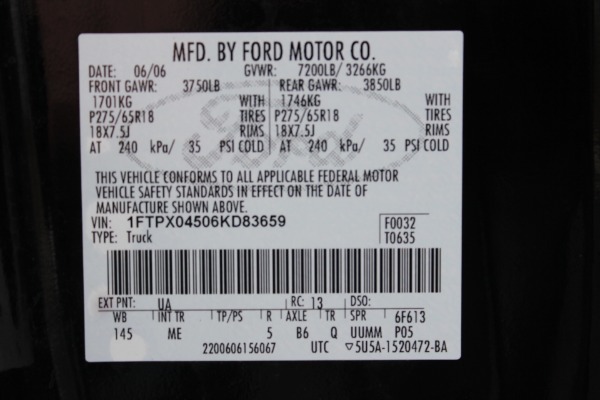 MFD. BY FORD MOTOR CO.
DATE: 06/06 GVWR: 7200LB/ 3266KG
FRONT GAWR: 3750LB REAR GAWR: 3850LB
1701KG WITH 1746KG WITH
P275/65R18 TIRES P275/65R18 TIRES
18X7.5J RIMS 18X7.5J RIMS
AT 240 kPa/ 35 PSI COLD AT 240 kPa/ 35 PSI COLD
THIS VEHICLE CONFORMS TO ALL APPLICABLE FEDERAL MOTOR
VEHICLE SAFETY STANDARDS IN EFFECT ON THE DATE OF
MANUFACTURE SHOWN ABOVE.
VIN: 1FTPX04506KD83659 F0032
TYPE: Truck T0635
EXT PNT: UA RC: 13 DSO:
WB INT TR TP/PS R AXLE TR SPR 6F613
145 ME 5 B6 Q UUMM P05
2200606156067 UTC ▽5U5A-1520472-BA